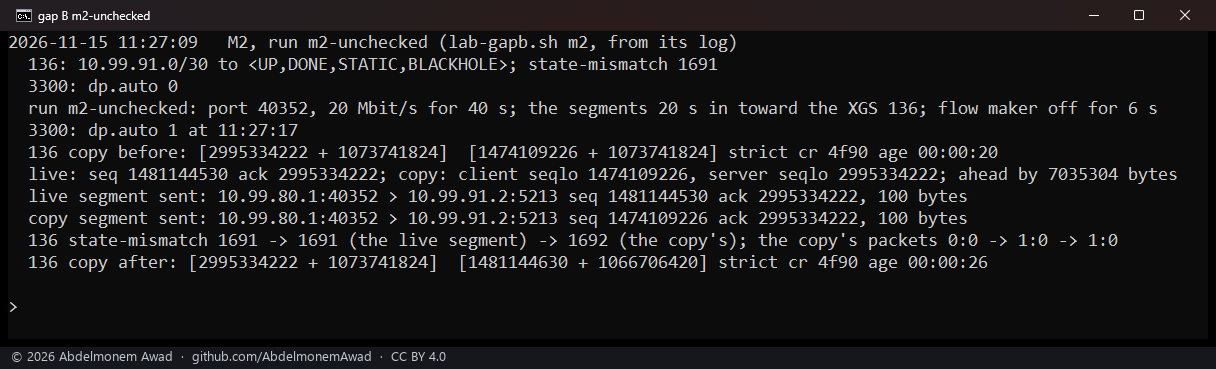 gap B m2-unchecked
2026-11-15 11:27:09   M2, run m2-unchecked (lab-gapb.sh m2, from its log)
136: 10.99.91.0/30 to <UP,DONE,STATIC,BLACKHOLE>; state-mismatch 1691
3300: dp.auto 0
run m2-unchecked: port 40352, 20 Mbit/s for 40 s; the segments 20 s in toward the XGS 136; flow maker off for 6 s
3300: dp.auto 1 at 11:27:17
136 copy before: [2995334222 + 1073741824]  [1474109226 + 1073741824] strict cr 4f90 age 00:00:20
live: seq 1481144530 ack 2995334222; copy: client seqlo 1474109226, server seqlo 2995334222; ahead by 7035304 bytes
live segment sent: 10.99.80.1:40352 > 10.99.91.2:5213 seq 1481144530 ack 2995334222, 100 bytes
copy segment sent: 10.99.80.1:40352 > 10.99.91.2:5213 seq 1474109226 ack 2995334222, 100 bytes
136 state-mismatch 1691 -> 1691 (the live segment) -> 1692 (the copy's); the copy's packets 0:0 -> 1:0 -> 1:0
136 copy after: [2995334222 + 1073741824]  [1481144630 + 1066706420] strict cr 4f90 age 00:00:26
>
© 2026 Abdelmonem Awad · github.com/AbdelmonemAwad · CC BY 4.0